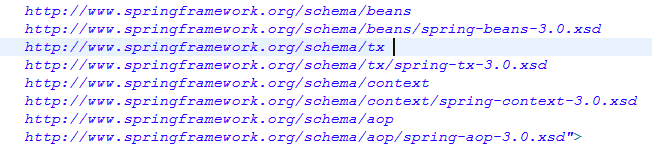 http://www.springframework.org/schema/beans
http://www.springframework.org/schema/beans/spring-beans-3.0.xsd
http://www.springframework.org/schema/tx
http://www.springframework.org/schema/tx/spring-tx-3.0.xsd
http://www.springframework.org/schema/context
http://www.springframework.org/schema/context/spring-context-3.0.xsd
http://www.springframework.org/schema/aop
http://www.springframework.org/schema/aop/spring-aop-3.0.xsd">